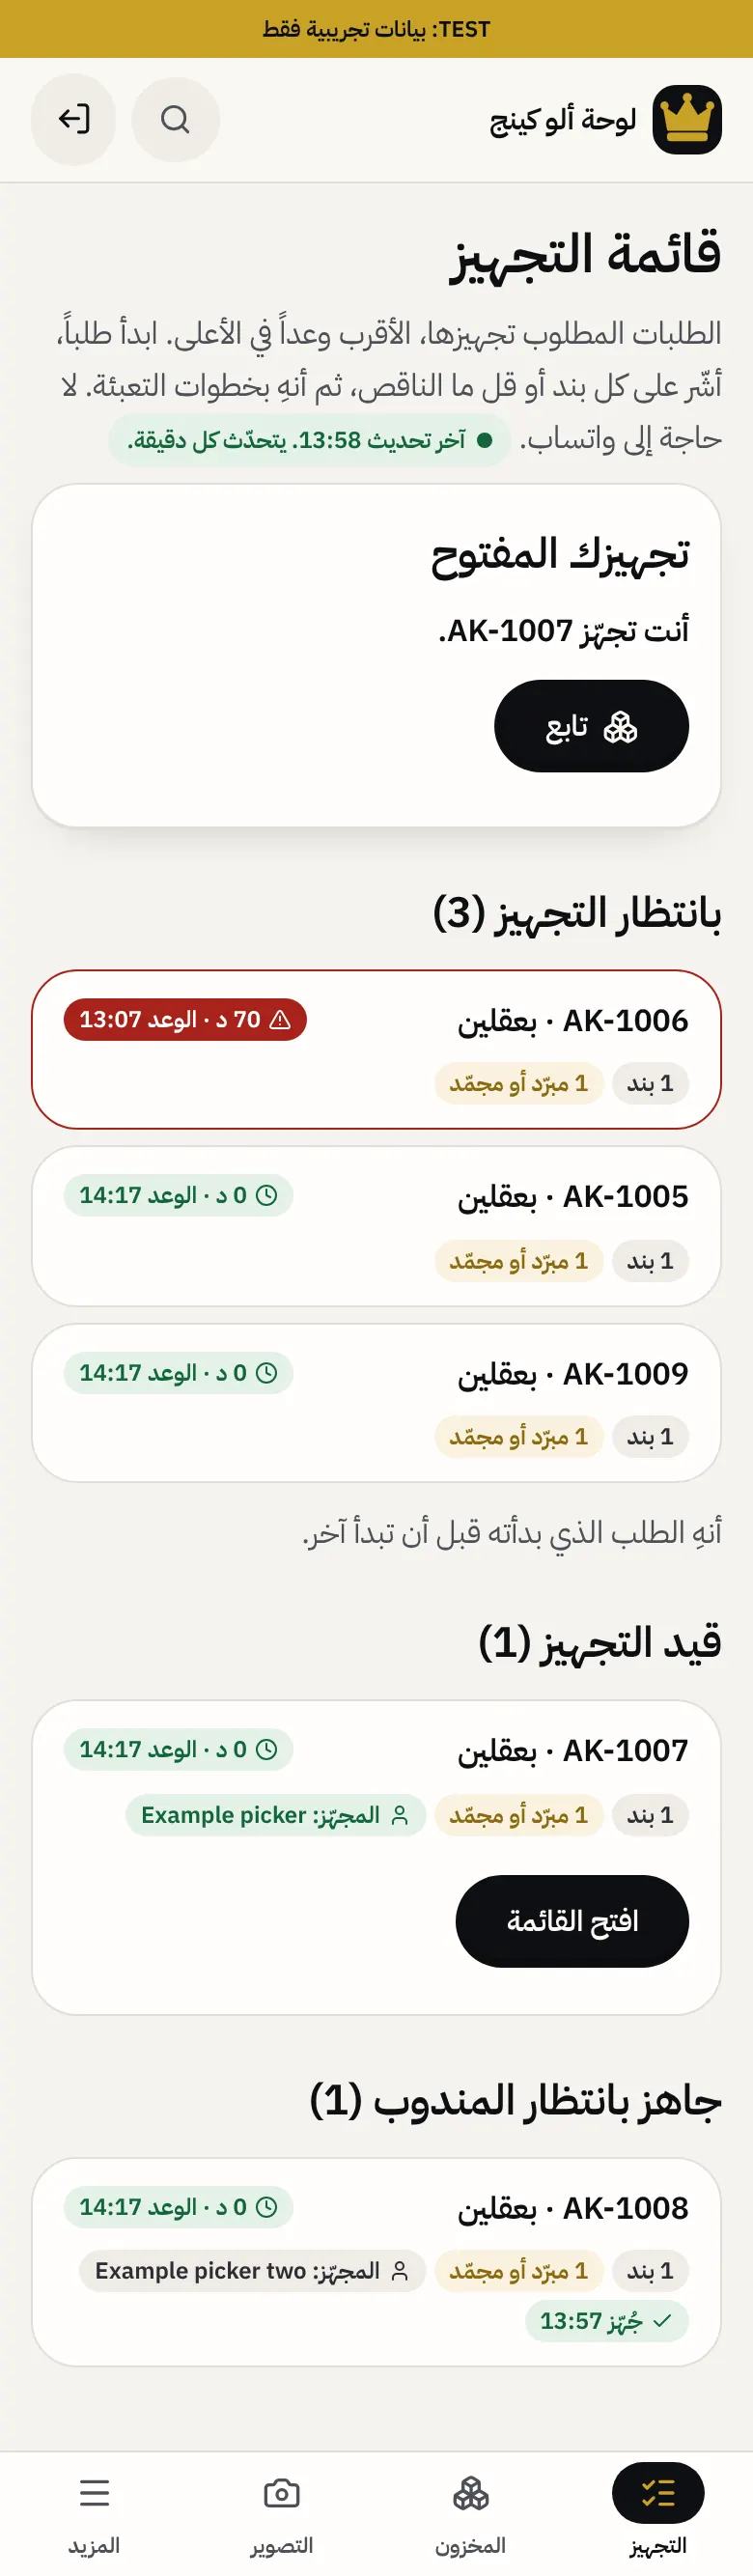 TEST: بيانات تجريبية فقط
لوحة ألو كينج
قائمة التجهيز
الطلبات المطلوب تجهيزها، الأقرب وعداً في الأعلى. ابدأ طلباً،
أشّر على كل بند أو قل ما الناقص، ثم أنهِ بخطوات التعبئة. لا
حاجة إلى واتساب. آخر تحديث 13:58. يتحدّث كل دقيقة.
تجهيزك المفتوح
أنت تجهّز AK-1007.
تابع
بانتظار التجهيز (3)
AK-1006 · بعقلين 70 د · الوعد 13:07
1 بند 1 مبرّد أو مجمّد
AK-1005 · بعقلين 0 د · الوعد 14:17
1 بند 1 مبرّد أو مجمّد
AK-1009 · بعقلين 0 د · الوعد 14:17
1 بند 1 مبرّد أو مجمّد
أنهِ الطلب الذي بدأته قبل أن تبدأ آخر.
قيد التجهيز (1)
AK-1007 · بعقلين 0 د · الوعد 14:17
1 بند 1 مبرّد أو مجمّد المجهّز: Example picker
افتح القائمة
جاهز بانتظار المندوب (1)
AK-1008 · بعقلين 0 د · الوعد 14:17
1 بند 1 مبرّد أو مجمّد المجهّز: Example picker two
جُهّز 13:57
التجهيز المخزون التصوير المزيد